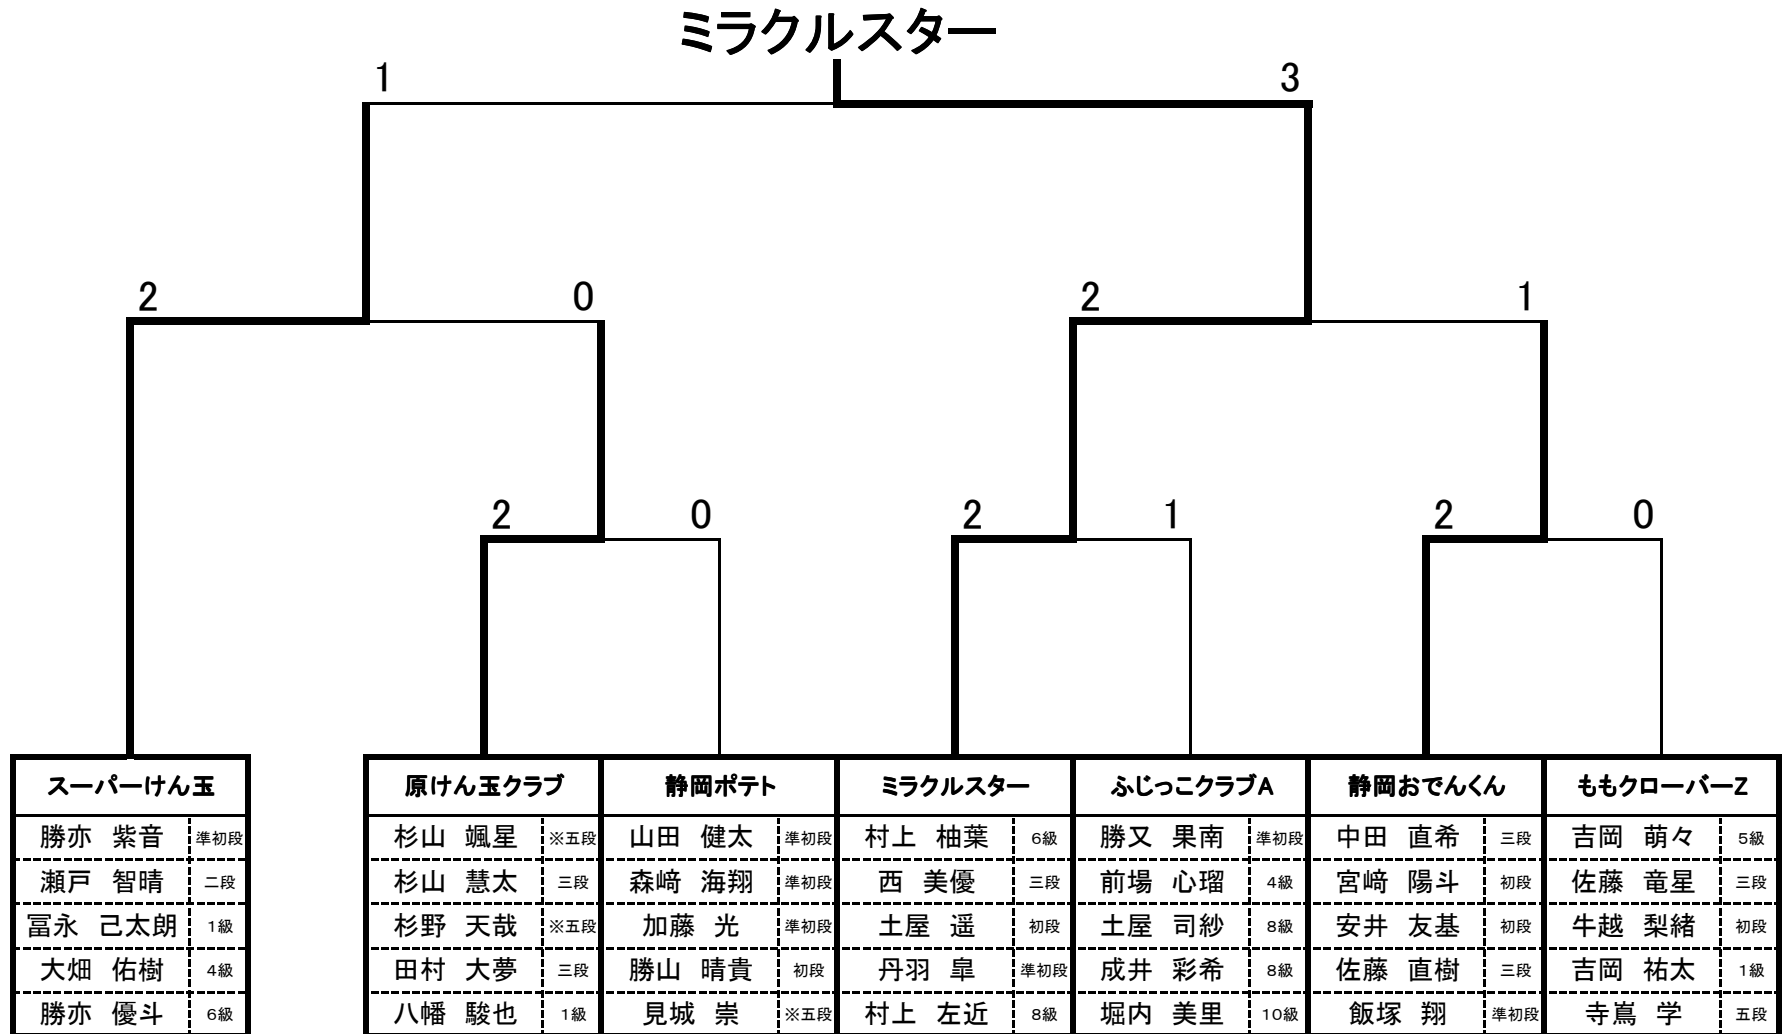 ミラクルスター
1 3
2 0 2 1
2 0 2 1 2 0
スーパーけん玉 原けん玉クラブ 静岡ポテト ミラクルスター ふじっこクラブA 静岡おでんくん ももクローバーZ
勝亦 紫音 準初段 杉山 颯星 ※五段 山田 健太 準初段 村上 柚葉 6級 勝又 果南 準初段 中田 直希 三段 吉岡 萌々 5級
瀬戸 智晴 二段 杉山 慧太 三段 森﨑 海翔 準初段 西 美優 三段 前場 心瑠 4級 宮﨑 陽斗 初段 佐藤 竜星 三段
冨永 己太朗 1級 杉野 天哉 ※五段 加藤 光 準初段 土屋 遥 初段 土屋 司紗 8級 安井 友基 初段 牛越 梨緒 初段
大畑 佑樹 4級 田村 大夢 三段 勝山 晴貴 初段 丹羽 皐 準初段 成井 彩希 8級 佐藤 直樹 三段 吉岡 祐太 1級
勝亦 優斗 6級 八幡 駿也 1級 見城 崇 ※五段 村上 左近 8級 堀内 美里 10級 飯塚 翔 準初段 寺嶌 学 五段